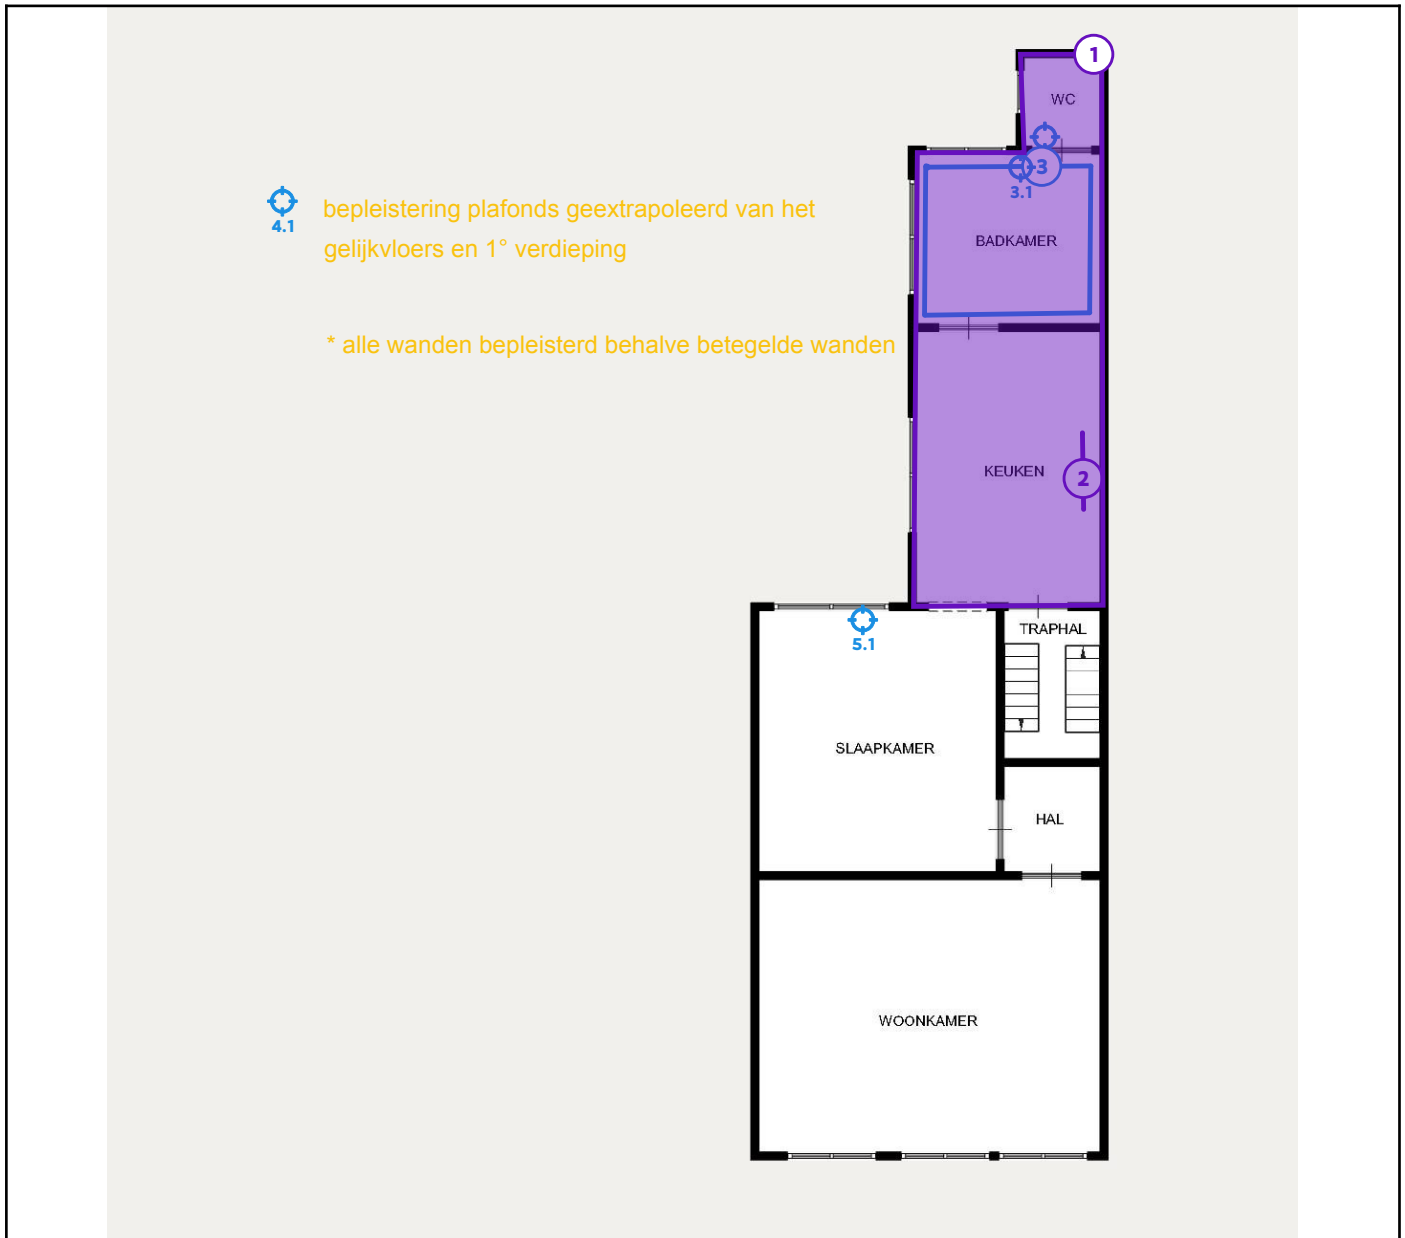 1
WC
3
3.1
4.1
bepleistering plafonds geextrapoleerd van het
gelijkvloers en 1° verdieping
BADKAMER
* alle wanden bepleisterd behalve betegelde wanden
KEUKEN
2
TRAPHAL
5.1
SLAAPKAMER
HAL
WOONKAMER